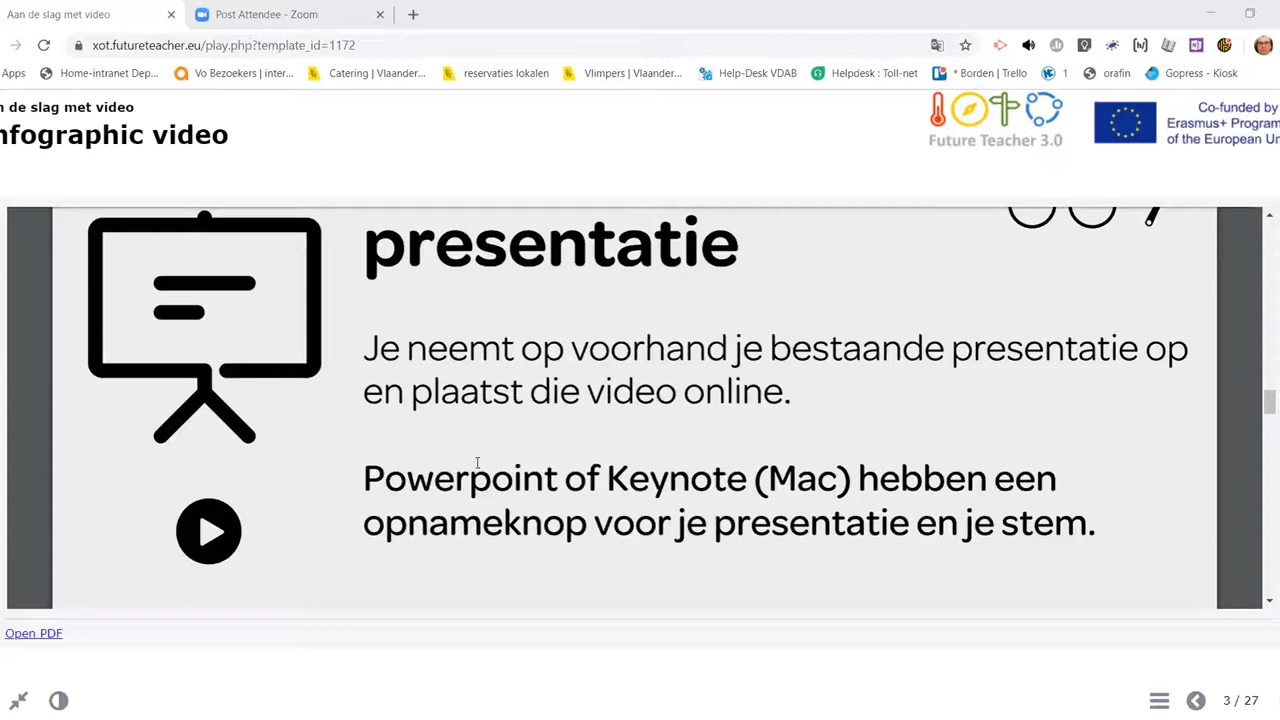 Aan de slag met video
Post Attendee - Zoom
xot.futureteacher.eu/play.php?template_id=1172
Apps
Home-intranet Dep...
Vo Bezoekers | inter...
Catering | Vlaander...
reservaties lokalen
Vlimpers | Vlaander...
Help-Desk VDAB
Helpdesk : Toll-net
* Borden | Trello
1
orafin
Gopress - Kiosk
n de slag met video
nfographic video
Future Teacher 3.0
Co-funded by
Erasmus+ Program
of the European Un
presentatie
Je neemt op voorhand je bestaande presentatie op
en plaatst die video online.
Powerpoint of Keynote (Mac) hebben een
opnameknop voor je presentatie en je stem.
Open PDF
3 / 27